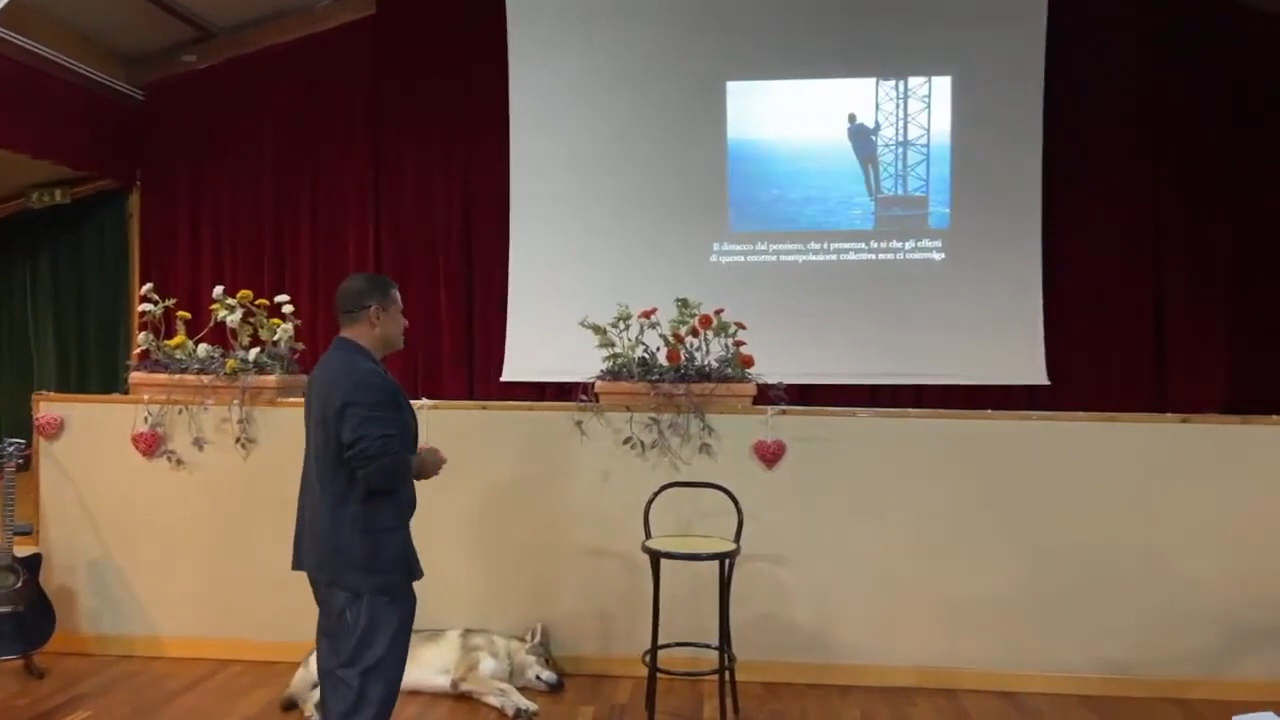 Il distacco dal pensiero, che è presenza, fa sì che gli effetti
di questa enorme manipolazione collettiva non ci coinvolga